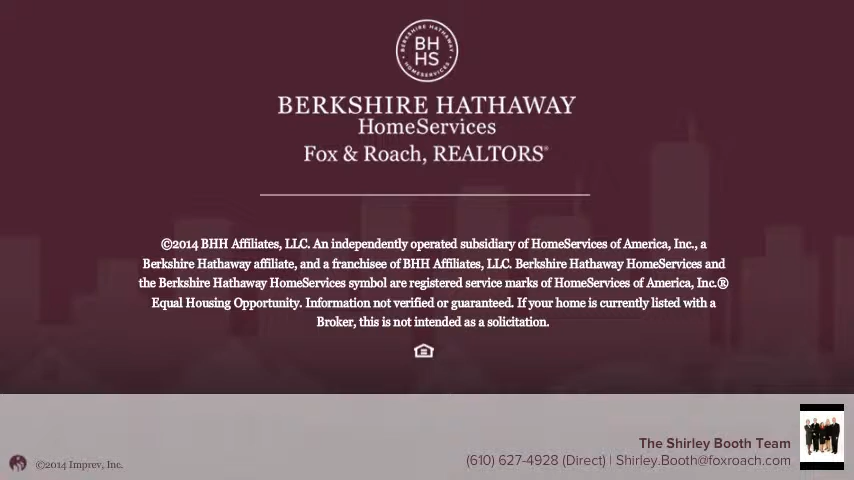 BERKSHIRE HATHAWAY
HOMESERVICES
BH
HS
BERKSHIRE HATHAWAY
HomeServices
Fox & Roach, REALTORS®
©2014 BHH Affiliates, LLC. An independently operated subsidiary of HomeServices of America, Inc., a
Berkshire Hathaway affiliate, and a franchisee of BHH Affiliates, LLC. Berkshire Hathaway HomeServices and
the Berkshire Hathaway HomeServices symbol are registered service marks of HomeServices of America, Inc.®
Equal Housing Opportunity. Information not verified or guaranteed. If your home is currently listed with a
Broker, this is not intended as a solicitation.
The Shirley Booth Team
(610) 627-4928 (Direct) | Shirley.Booth@foxroach.com
©2014 Imprev, Inc.